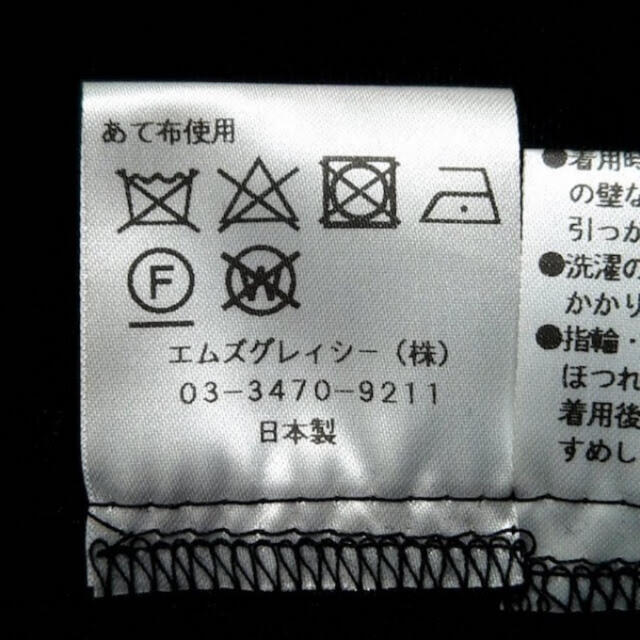 あて布使用
F W
エムズグレイシー(株)
03-3470-9211
日本製
●着用時
の壁な
引っか
●洗濯の
かかり
●指輪・
ほつれ
着用後
すめし